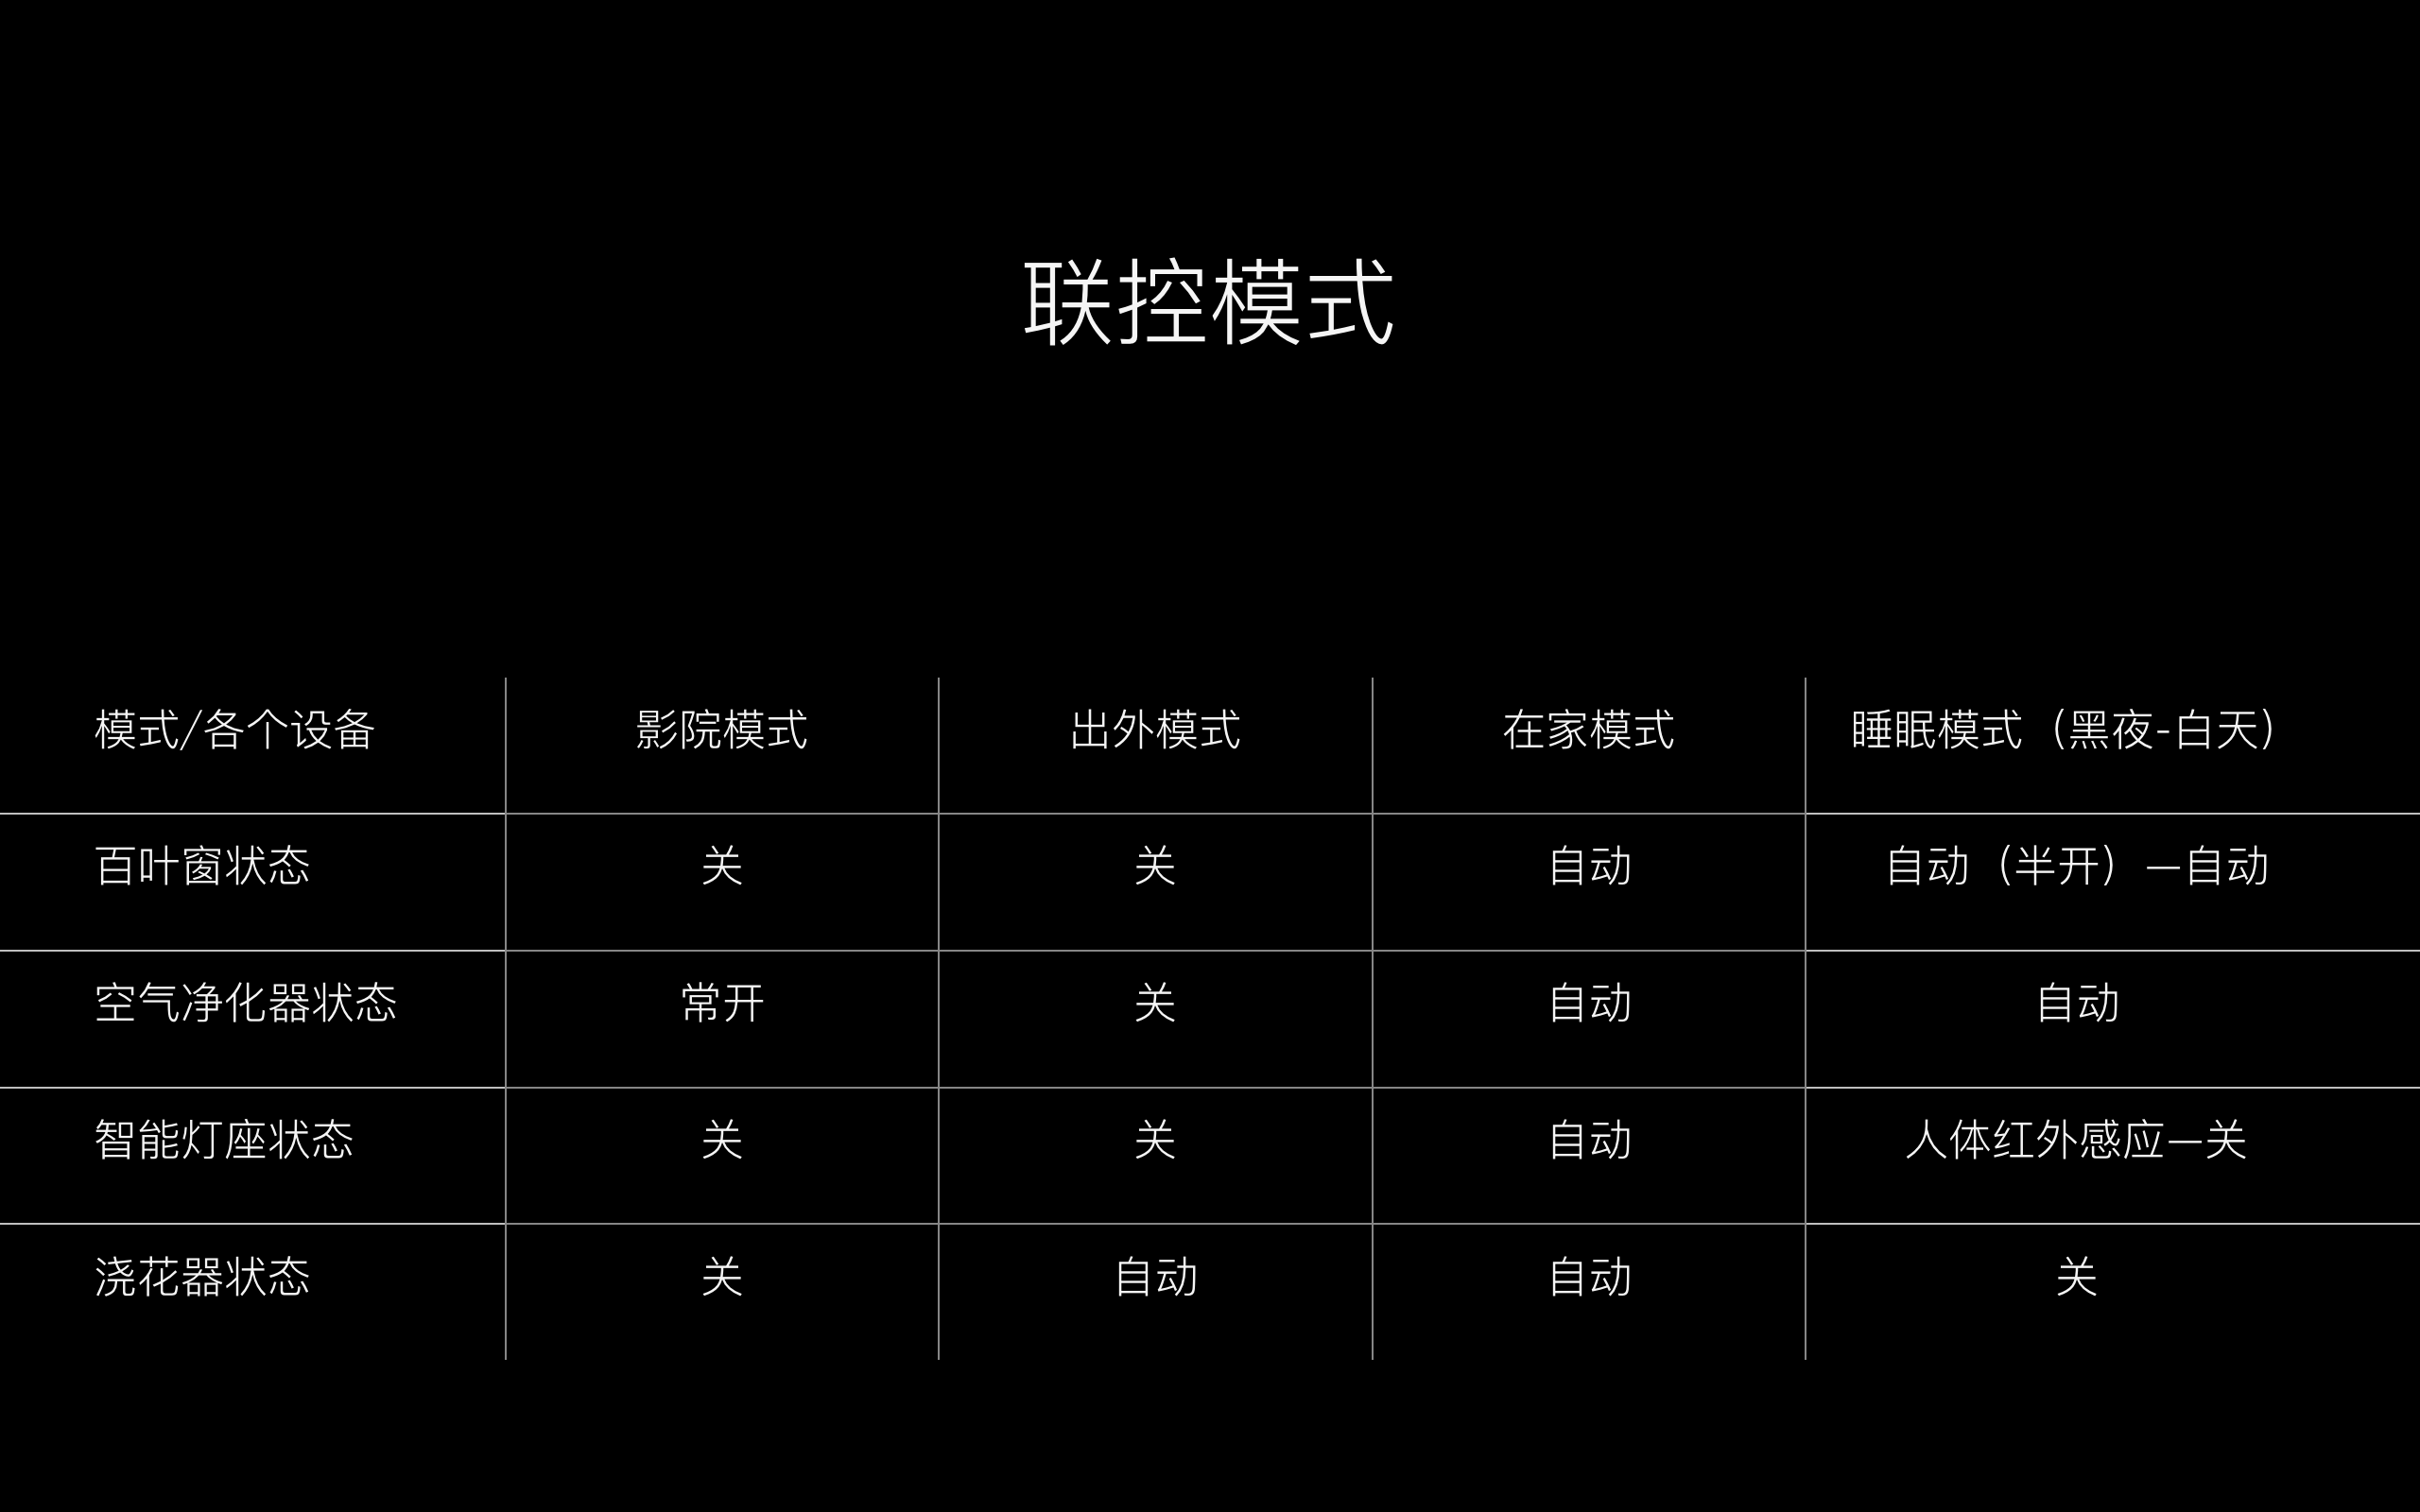 联控模式
模式/各个设备 影院模式 出外模式 在家模式 睡眠模式（黑夜-白天）
百叶窗状态 关 关 自动 自动（半开）—自动
空气净化器状态 常开 关 自动 自动
智能灯座状态 关 关 自动 人体红外感应—关
浇花器状态 关 自动 自动 关